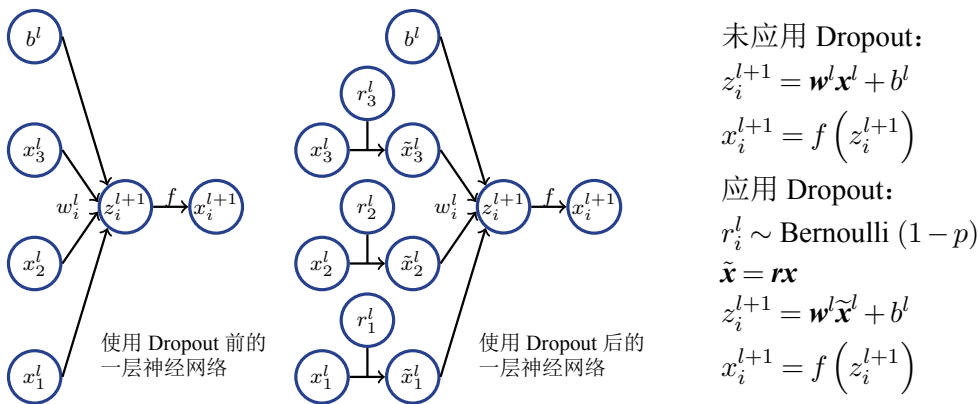 b^l
x_3^l
w_i^l z_i^{l+1} f x_i^{l+1}
x_2^l
x_1^l
使用 Dropout 前的
一层神经网络
b^l
r_3^l
x_3^l x̃_3^l
r_2^l
w_i^l z_i^{l+1} f x_i^{l+1}
x_2^l x̃_2^l
r_1^l
x_1^l x̃_1^l
使用 Dropout 后的
一层神经网络
未应用 Dropout：
z_i^{l+1} = w^l x^l + b^l
x_i^{l+1} = f (z_i^{l+1})
应用 Dropout：
r_i^l ∼ Bernoulli (1 − p)
x̃ = rx
z_i^{l+1} = w^l x̃^l + b^l
x_i^{l+1} = f (z_i^{l+1})